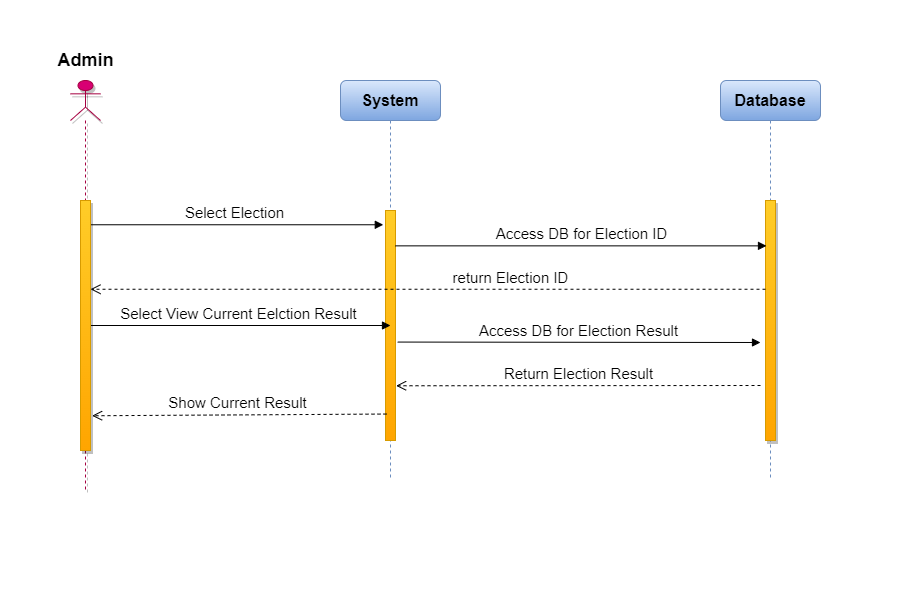 Admin
System
Database
Select Election
Access DB for Election ID
return Election ID
Select View Current Eelction Result
Access DB for Election Result
Return Election Result
Show Current Result